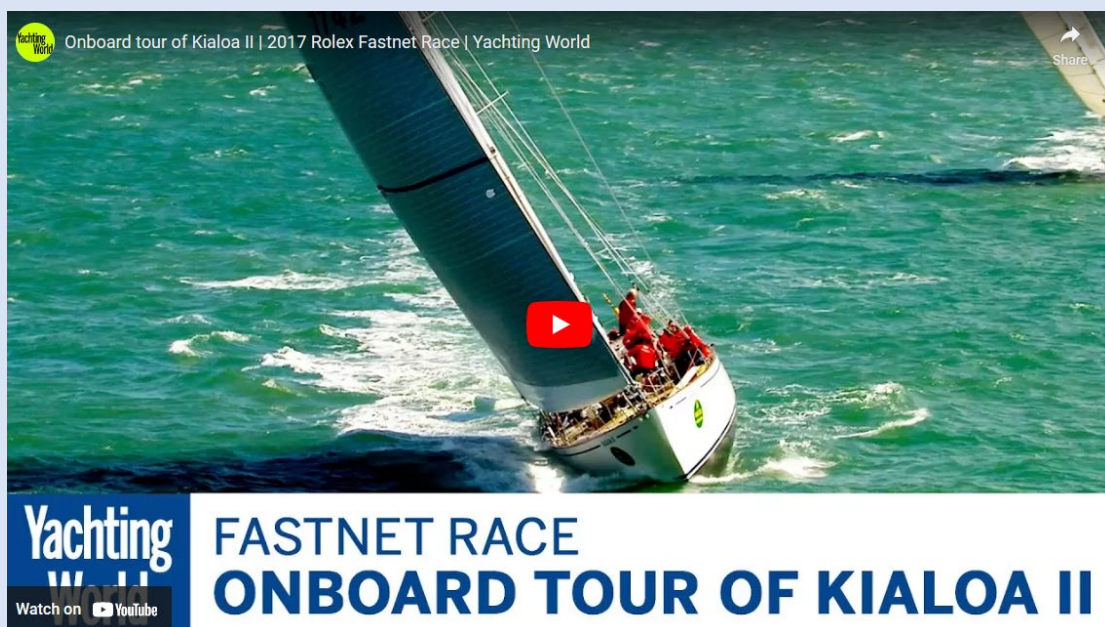 Yachting
World
Onboard tour of Kialoa II | 2017 Rolex Fastnet Race | Yachting World
Share
Yachting
World
FASTNET RACE
ONBOARD TOUR OF KIALOA II
Watch on YouTube